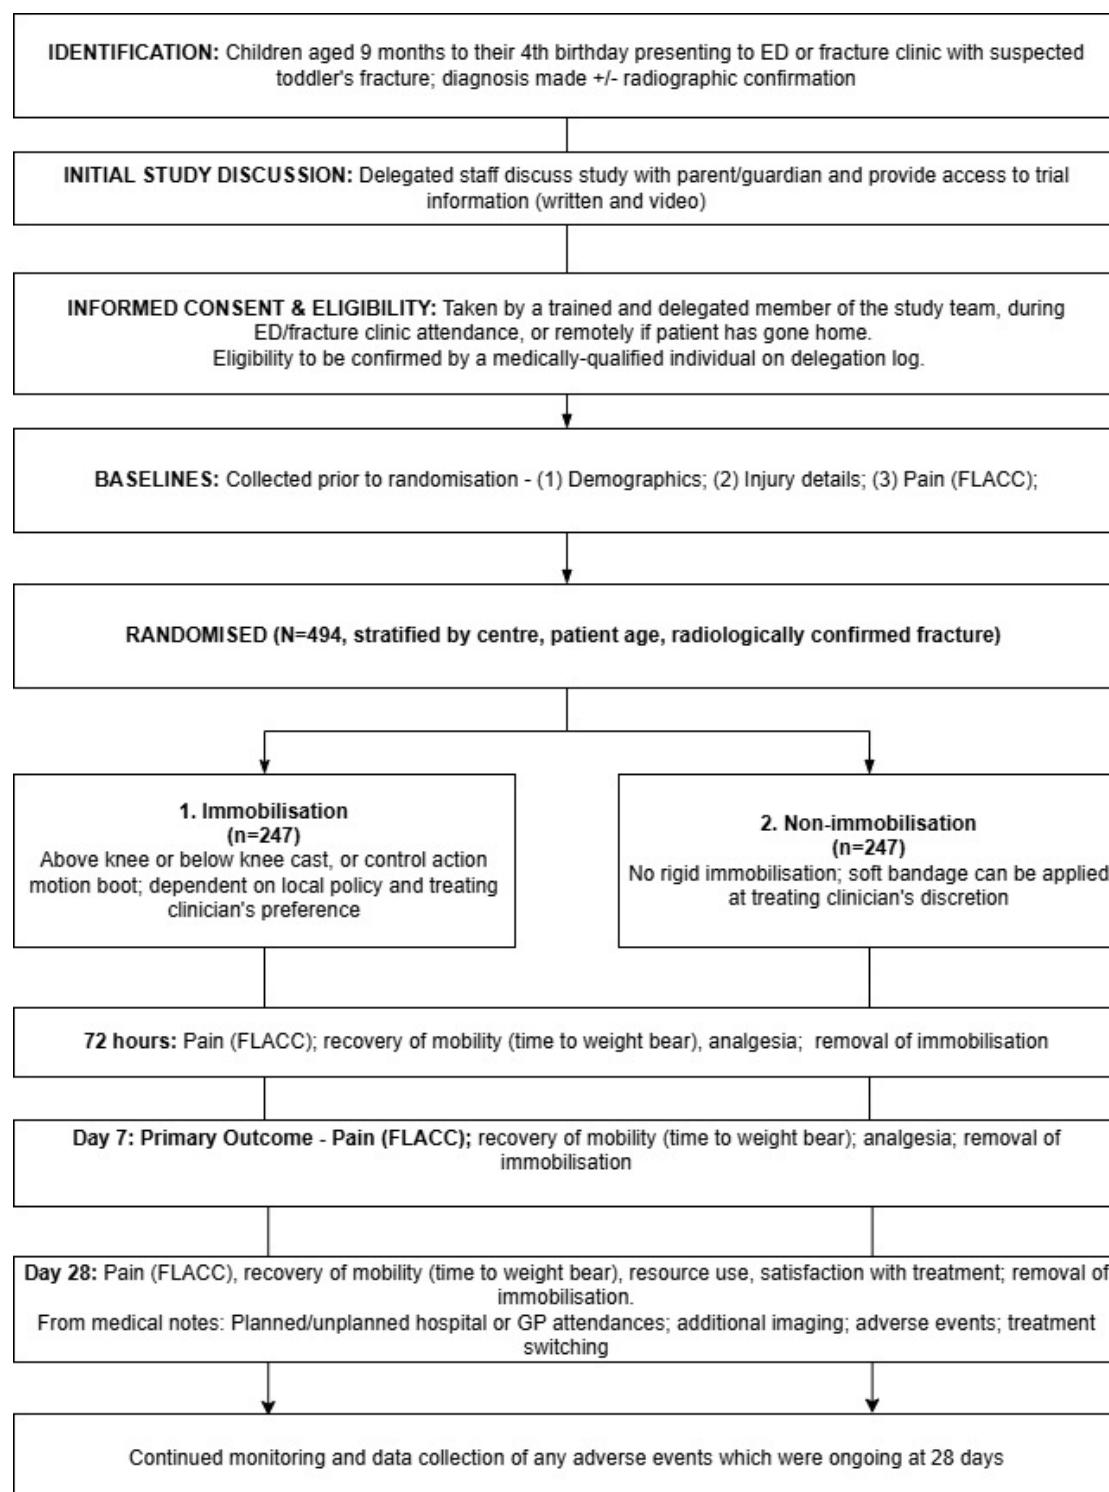 IDENTIFICATION: Children aged 9 months to their 4th birthday presenting to ED or fracture clinic with suspected
toddler's fracture; diagnosis made +/- radiographic confirmation
INITIAL STUDY DISCUSSION: Delegated staff discuss study with parent/guardian and provide access to trial
information (written and video)
INFORMED CONSENT & ELIGIBILITY: Taken by a trained and delegated member of the study team, during
ED/fracture clinic attendance, or remotely if patient has gone home.
Eligibility to be confirmed by a medically-qualified individual on delegation log.
BASELINES: Collected prior to randomisation - (1) Demographics; (2) Injury details; (3) Pain (FLACC);
RANDOMISED (N=494, stratified by centre, patient age, radiologically confirmed fracture)
1. Immobilisation
(n=247)
Above knee or below knee cast, or control action
motion boot; dependent on local policy and treating
clinician's preference
2. Non-immobilisation
(n=247)
No rigid immobilisation; soft bandage can be applied
at treating clinician's discretion
72 hours: Pain (FLACC); recovery of mobility (time to weight bear), analgesia; removal of immobilisation
Day 7: Primary Outcome - Pain (FLACC); recovery of mobility (time to weight bear); analgesia; removal of
immobilisation
Day 28: Pain (FLACC), recovery of mobility (time to weight bear), resource use, satisfaction with treatment; removal of
immobilisation.
From medical notes: Planned/unplanned hospital or GP attendances; additional imaging; adverse events; treatment
switching
Continued monitoring and data collection of any adverse events which were ongoing at 28 days